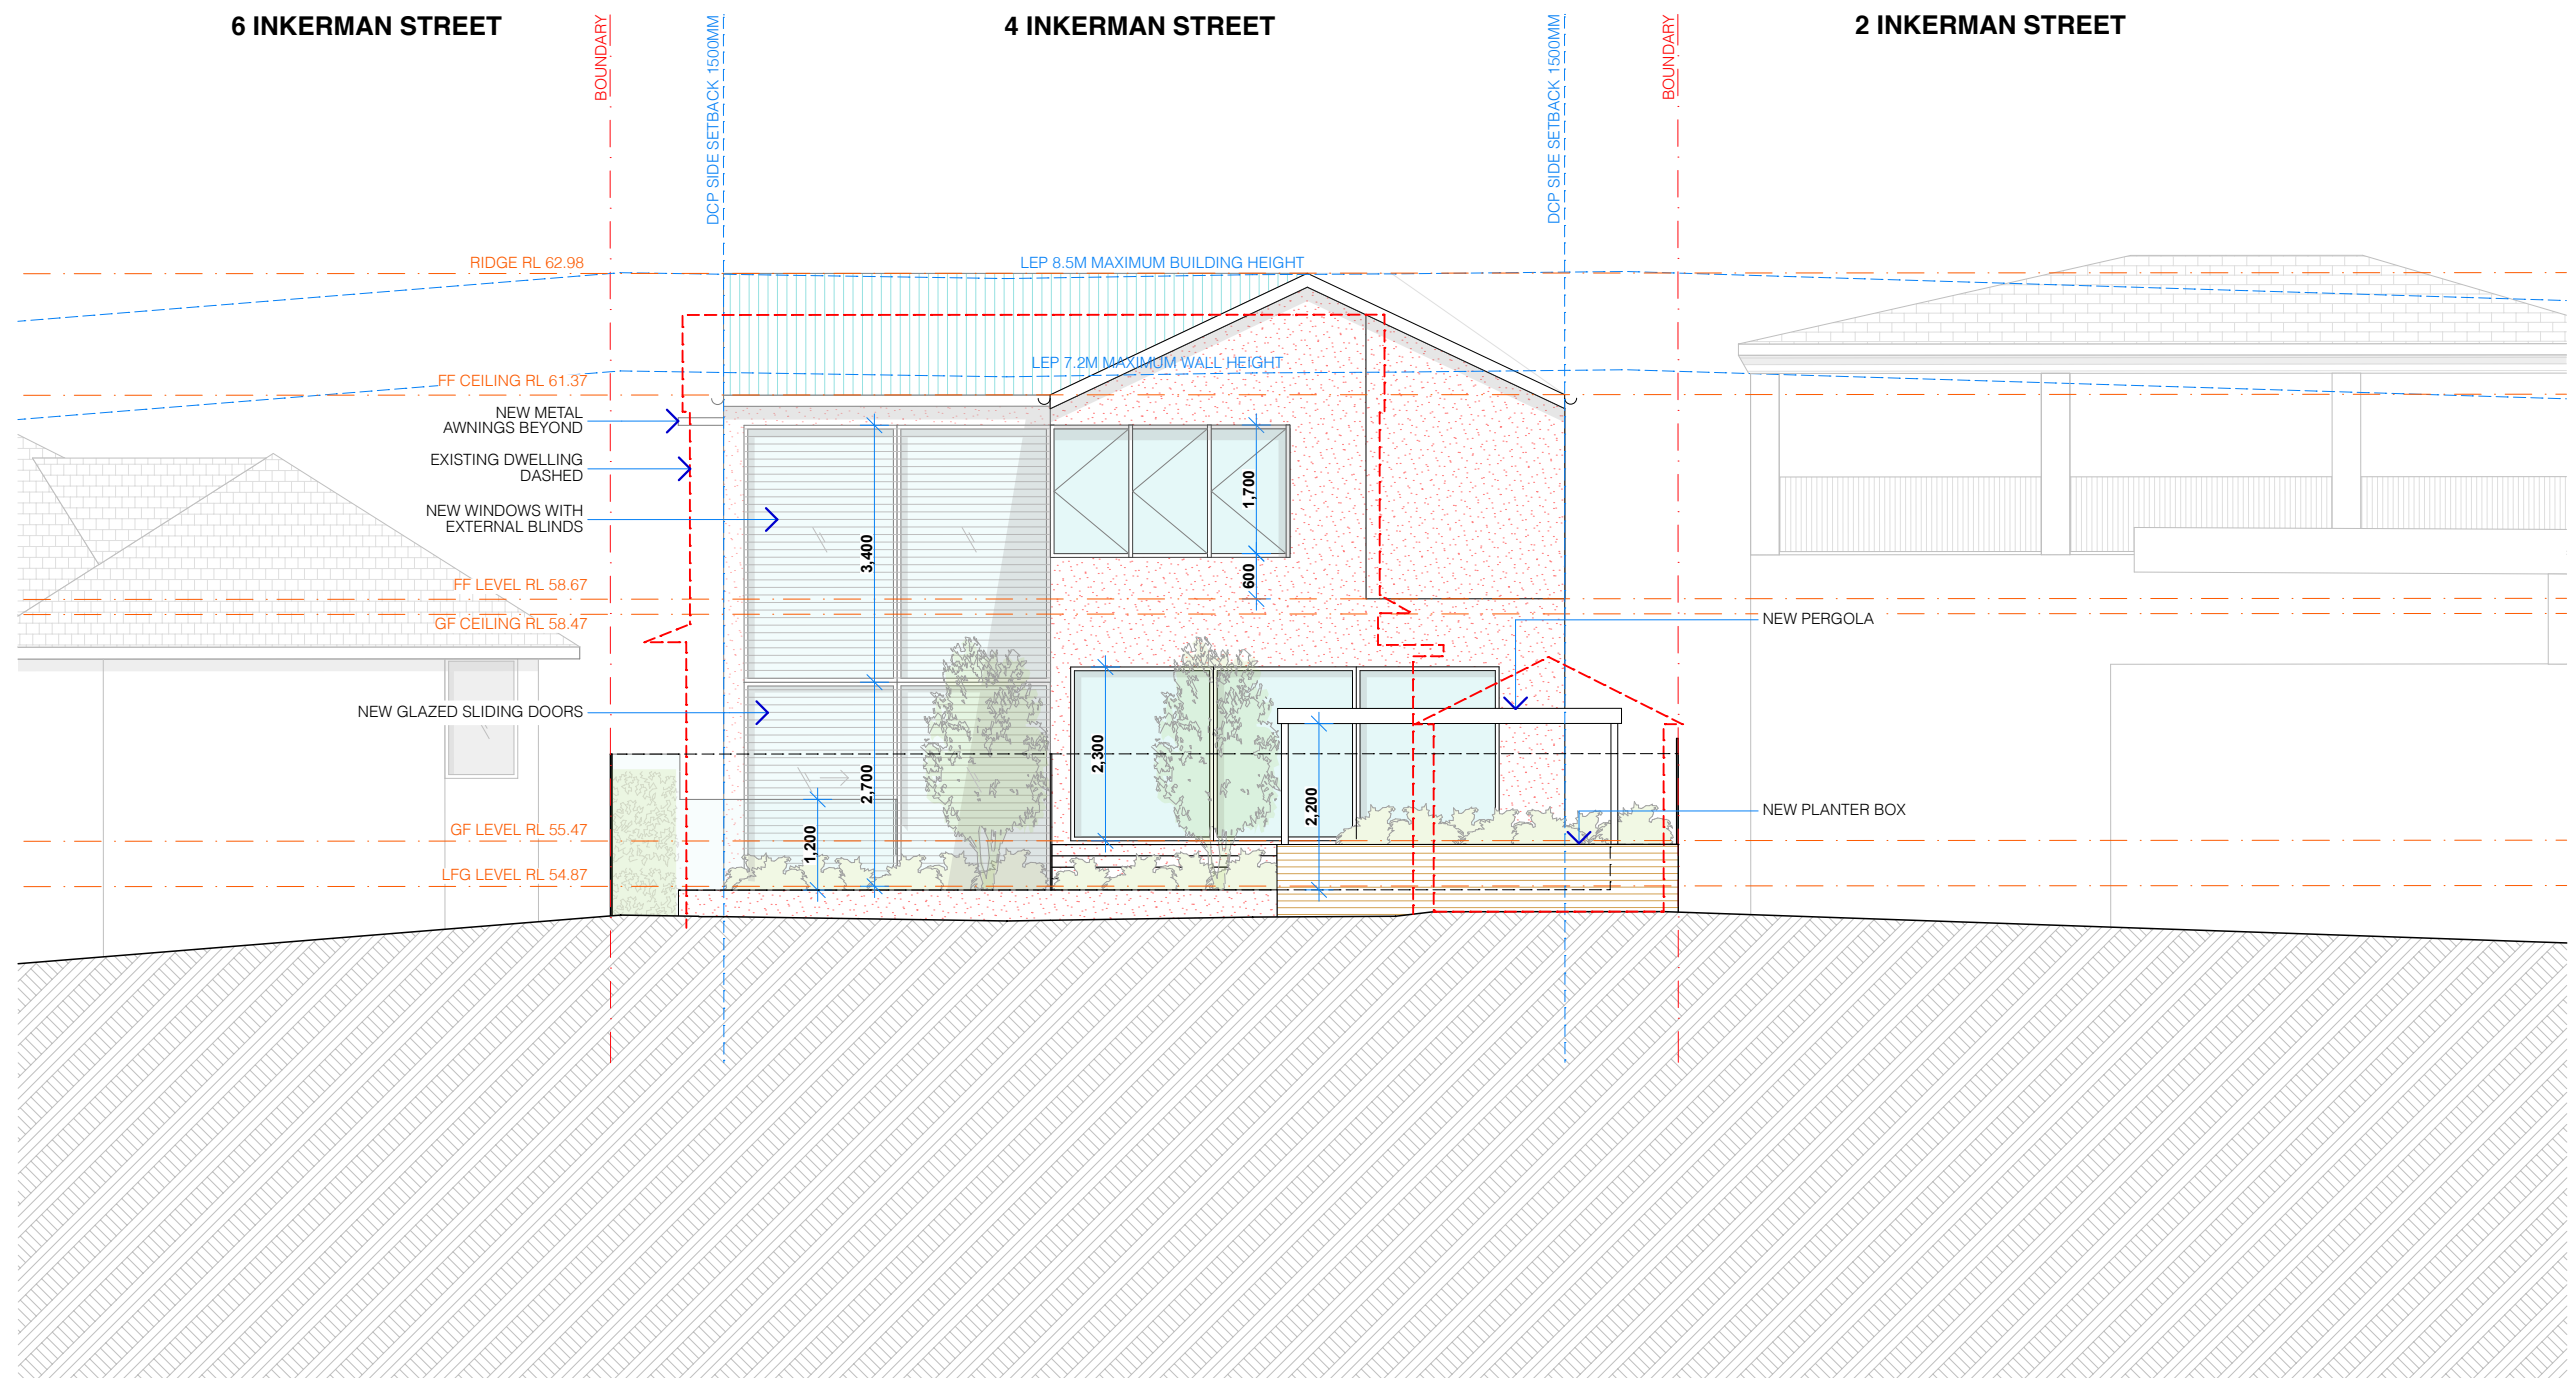 6 INKERMAN STREET
4 INKERMAN STREET
2 INKERMAN STREET
BOUNDARY
DCP SIDE SETBACK 1500MM
DCP SIDE SETBACK 1500MM
BOUNDARY
RIDGE RL 62.98
LEP 8.5M MAXIMUM BUILDING HEIGHT
LEP 7.2M MAXIMUM WALL HEIGHT
FF CEILING RL 61.37
NEW METAL
AWNINGS BEYOND
EXISTING DWELLING
DASHED
NEW WINDOWS WITH
EXTERNAL BLINDS
3,400
1,700
600
FF LEVEL RL 58.67
GF CEILING RL 58.47
NEW PERGOLA
NEW GLAZED SLIDING DOORS
2,300
2,700
2,200
1,200
NEW PLANTER BOX
GF LEVEL RL 55.47
LFG LEVEL RL 54.87